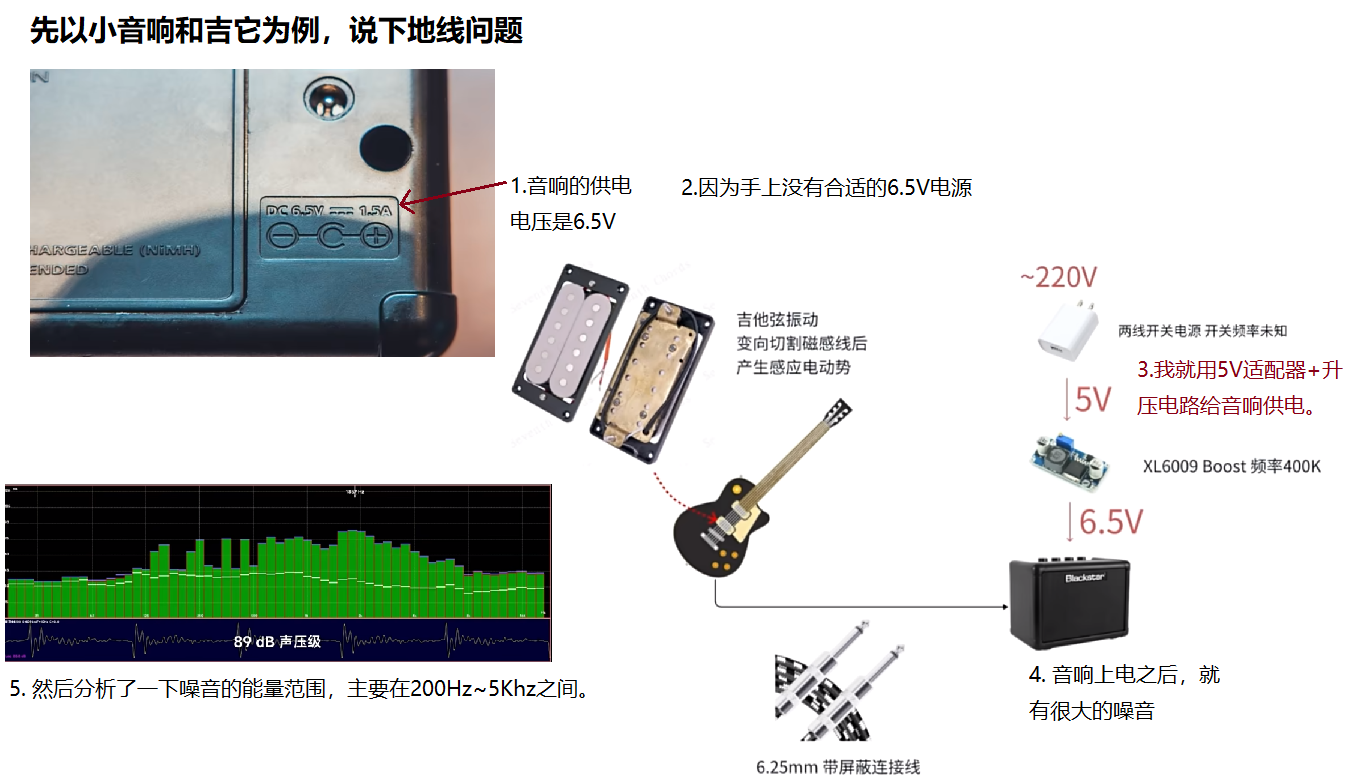 先以小音响和吉它为例，说下地线问题
DC 6.5V 1.5A
HARGEABLE (NiMH)
ENDED
1.音响的供电
电压是6.5V
2.因为手上没有合适的6.5V电源
吉他弦振动
变向切割磁感线后
产生感应电动势
~220V
两线开关电源 开关频率未知
3.我就用5V适配器+升
压电路给音响供电。
5V
XL6009 Boost 频率400K
6.5V
Blackstar
4. 音响上电之后，就
有很大的噪音
89 dB 声压级
5. 然后分析了一下噪音的能量范围，主要在200Hz~5Khz之间。
6.25mm 带屏蔽连接线